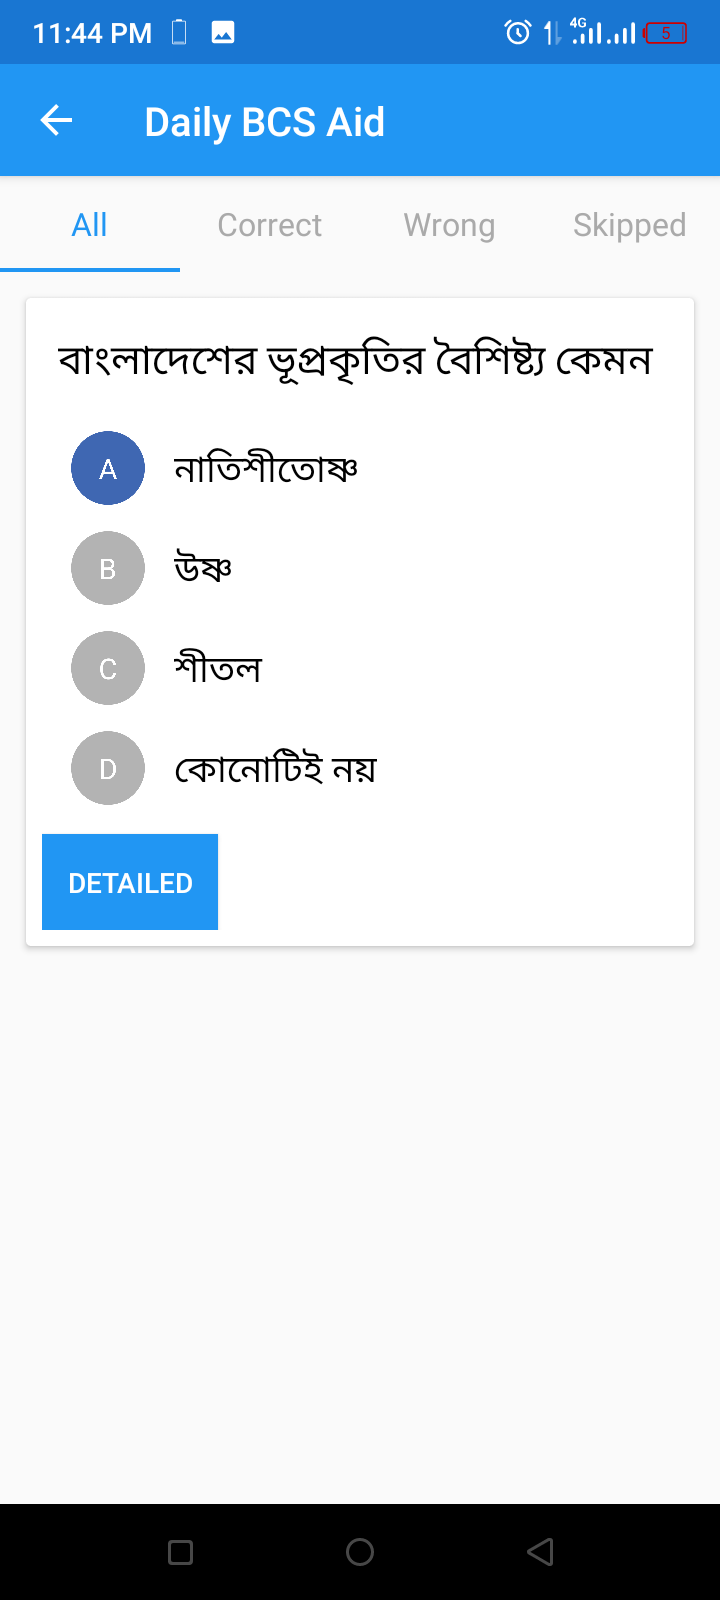 11:44 PM 4G 5
Daily BCS Aid
All Correct Wrong Skipped
বাংলাদেশের ভূপ্রকৃতির বৈশিষ্ট্য কেমন
A নাতিশীতোষ্ণ
B উষ্ণ
C শীতল
D কোনোটিই নয়
DETAILED